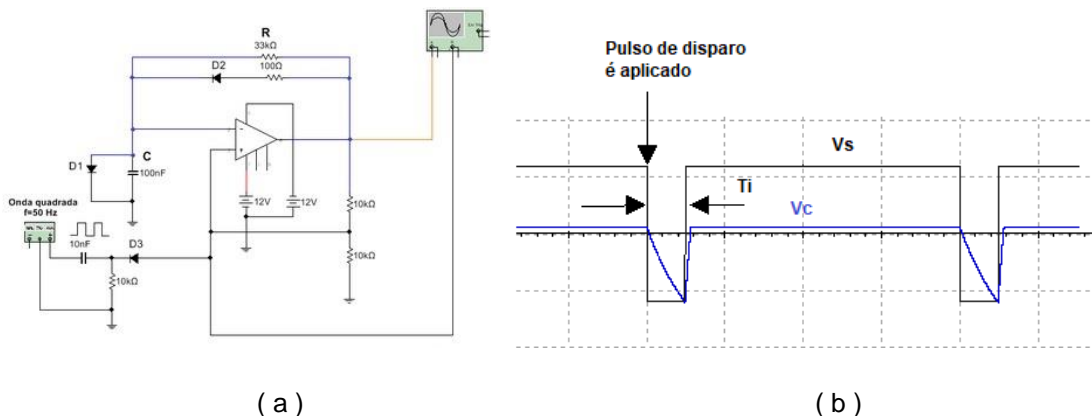 R
33kΩ
D2
100Ω
D1
C
100nF
Onda quadrada
f=50 Hz
10nF
D3
10kΩ
12V
12V
10kΩ
10kΩ
Pulso de disparo
é aplicado
Vs
Ti
Vc
( a )
( b )